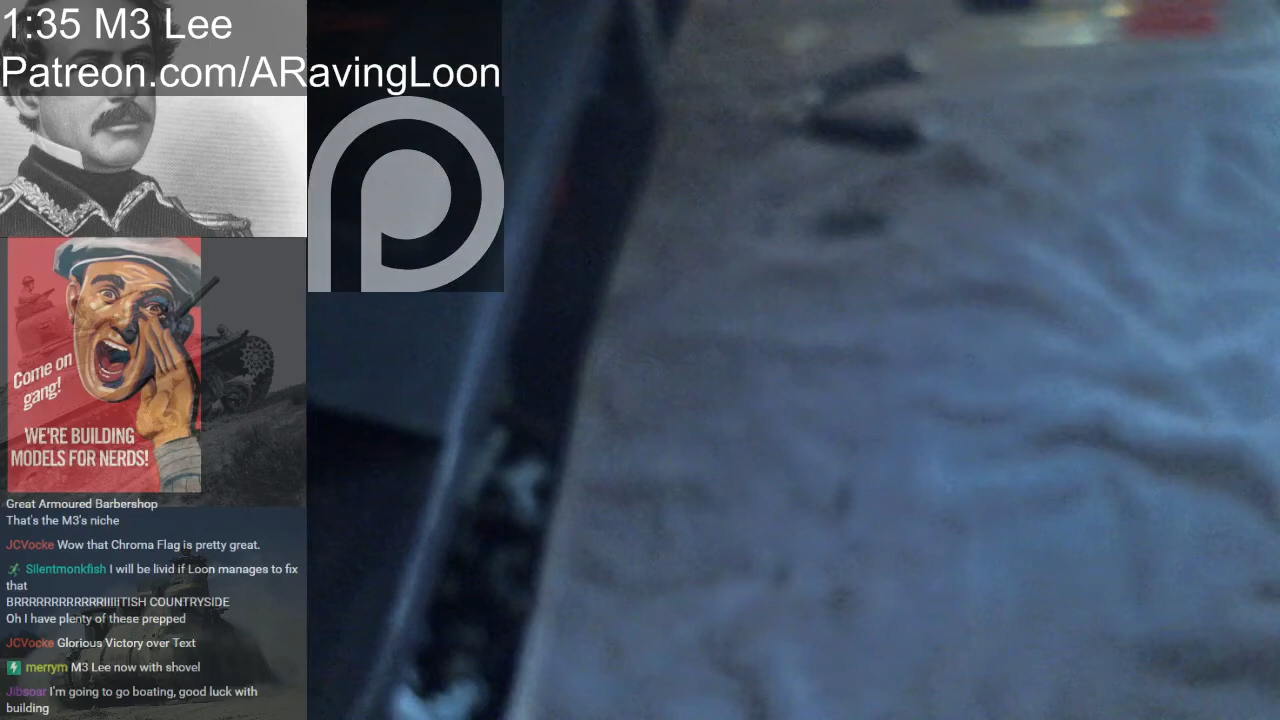 1:35 M3 Lee
Patreon.com/ARavingLoon
Come on
gang!
WE'RE BUILDING
MODELS FOR NERDS!
Great Armoured Barbershop
That's the M3's niche
JCVocke Wow that Chroma Flag is pretty great.
Silentmonkfish I will be livid if Loon manages to fix
that
BRRRRRRRRRRRIIIIITISH COUNTRYSIDE
Oh I have plenty of these prepped
JCVocke Glorious Victory over Text
merrym M3 Lee now with shovel
Jibsoar I'm going to go boating, good luck with
building